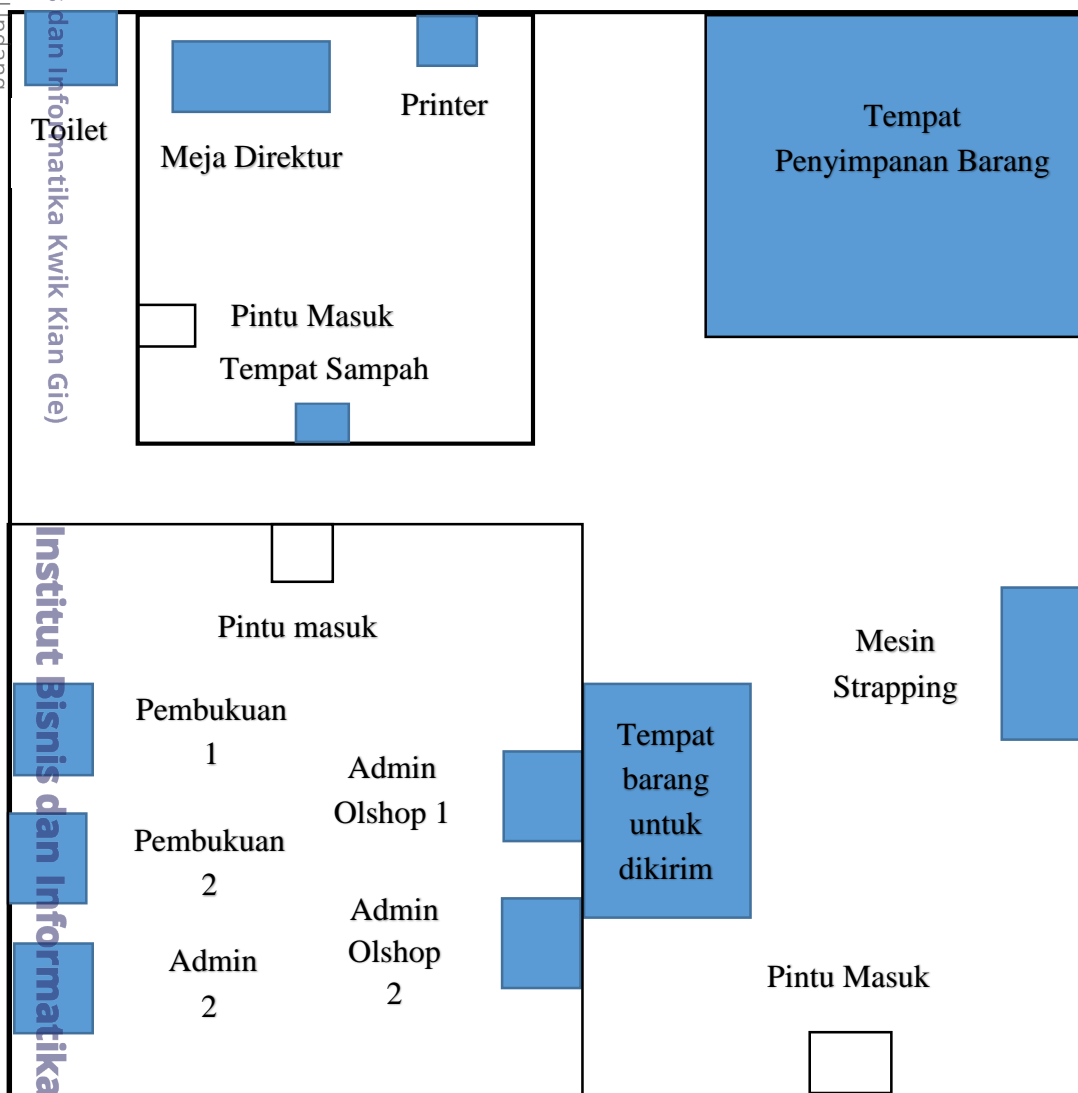 dan Informatika Kwik Kian Gie)
Toilet
Meja Direktur
Printer
Tempat
Penyimpanan Barang
Pintu Masuk
Tempat Sampah
Institut Bisnis dan Informatika
Pintu masuk
Pembukuan
1
Pembukuan
2
Admin
2
Admin
Olshop 1
Admin
Olshop
2
Tempat
barang
untuk
dikirim
Mesin
Strapping
Pintu Masuk